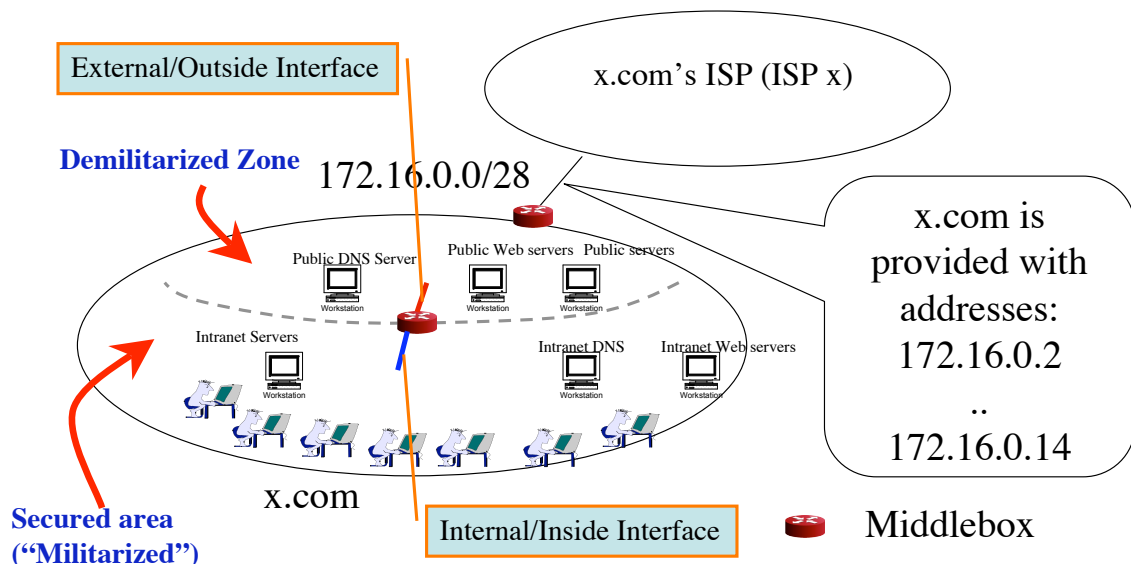 External/Outside Interface
x.com's ISP (ISP x)
Demilitarized Zone
172.16.0.0/28
x.com is
provided with
addresses:
172.16.0.2
..
172.16.0.14
Public DNS Server
Public Web servers
Public servers
Workstation
Workstation
Workstation
Intranet Servers
Intranet DNS
Intranet Web servers
Workstation
Workstation
Workstation
x.com
Secured area
(“Militarized”)
Internal/Inside Interface
Middlebox